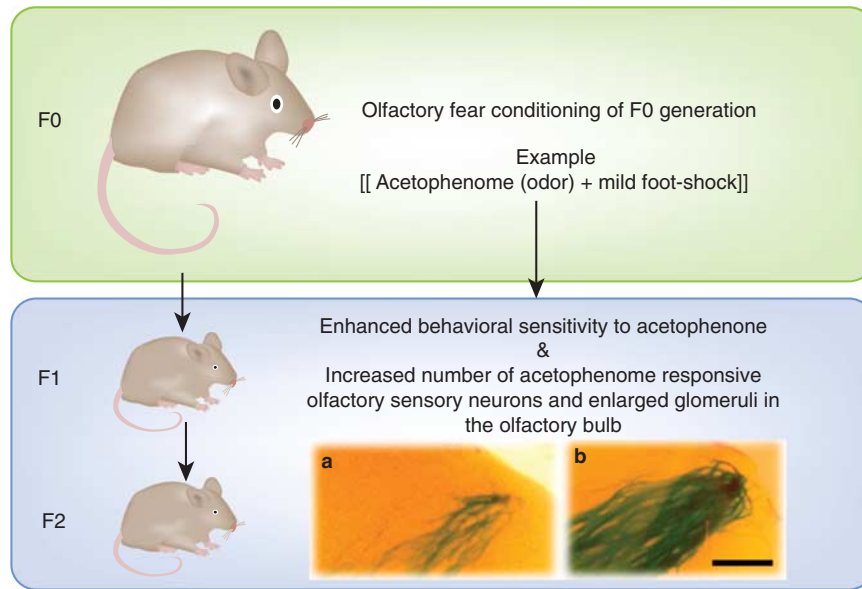 F0
Olfactory fear conditioning of F0 generation
Example
[[ Acetophenome (odor) + mild foot-shock]]
F1
Enhanced behavioral sensitivity to acetophenone
&
Increased number of acetophenome responsive
olfactory sensory neurons and enlarged glomeruli in
the olfactory bulb
a
b
F2